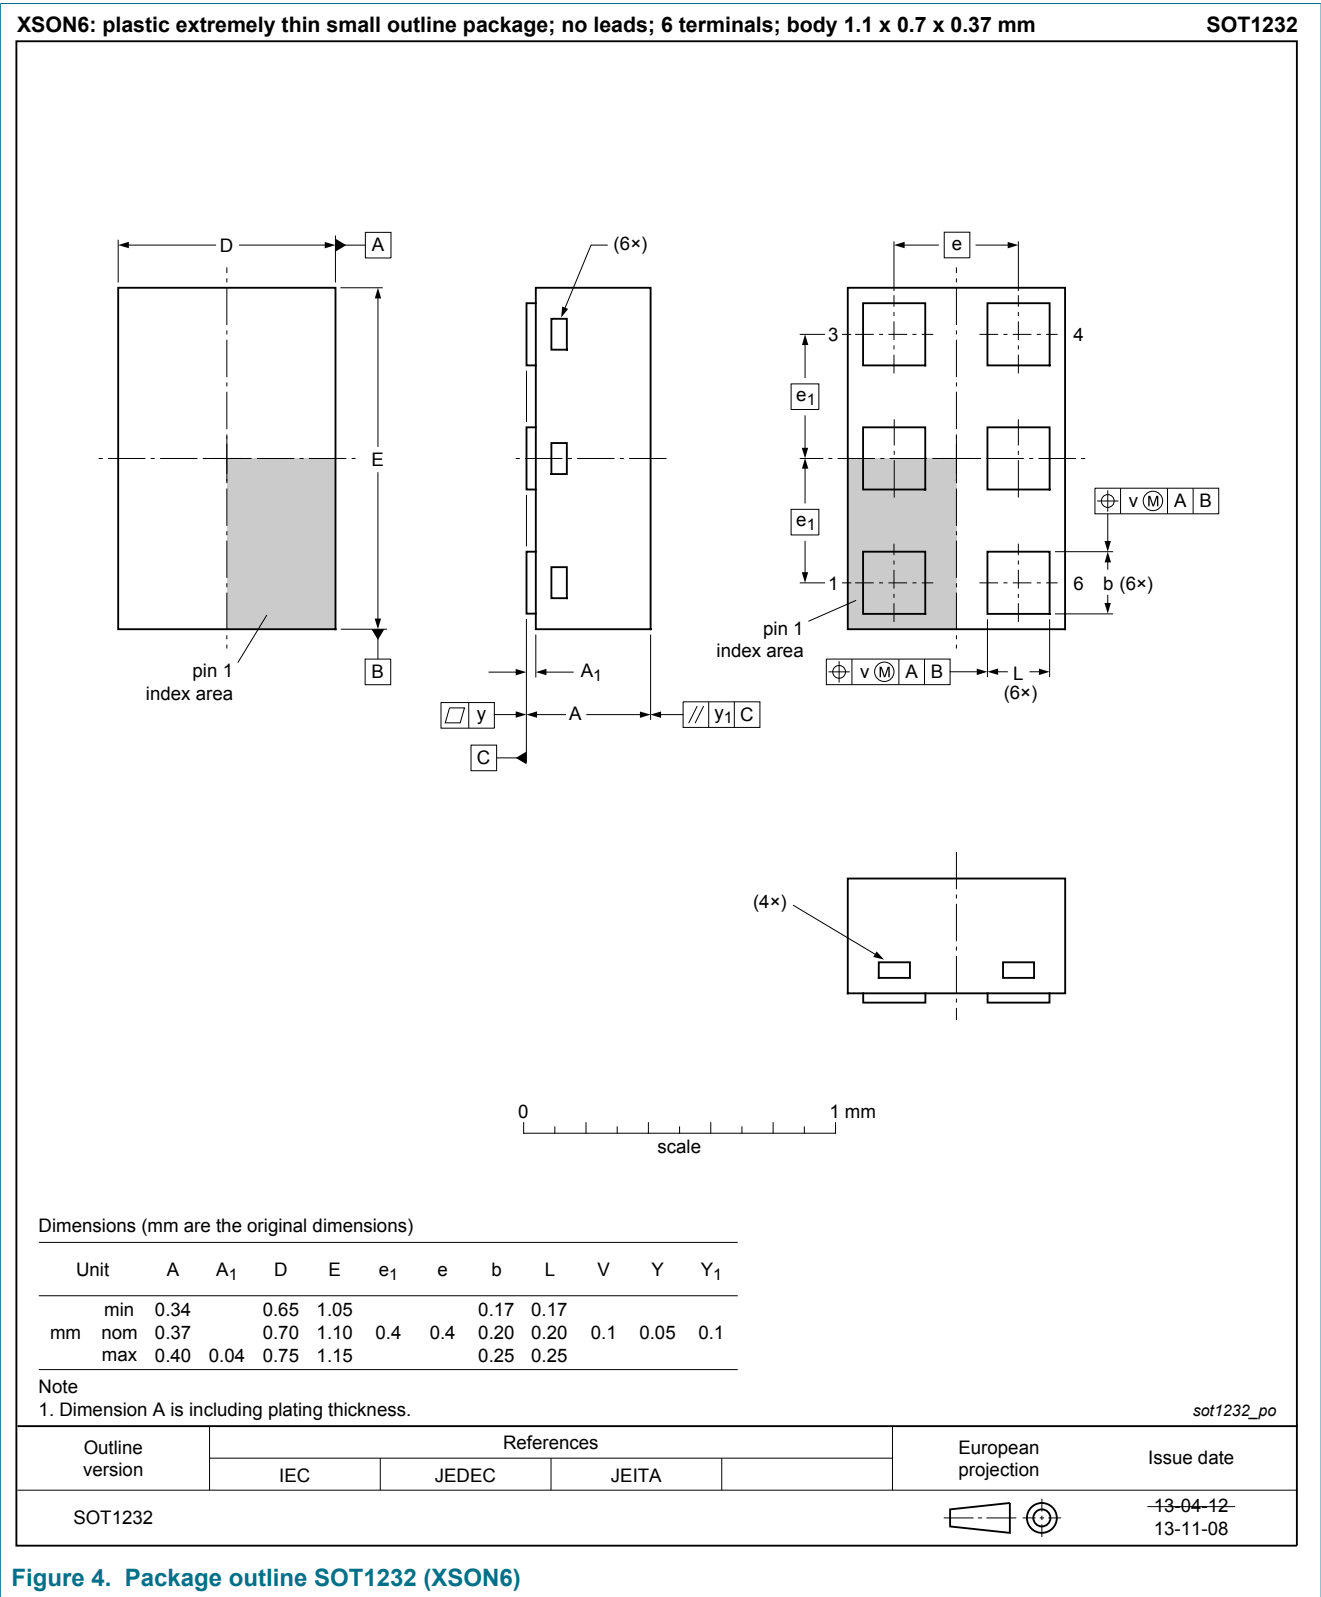 XSON6: plastic extremely thin small outline package; no leads; 6 terminals; body 1.1 x 0.7 x 0.37 mm SOT1232
D A (6×) e
3 4
e1
E
v M A B
e1
1 6 b (6×)
pin 1
index area
pin 1
index area
B
A1
v M A B L
(6×)
y A // y1 C
C
(4×)
0 1 mm
scale
Dimensions (mm are the original dimensions)
Unit A A1 D E e1 e b L V Y Y1
min 0.34 0.65 1.05 0.17 0.17
mm nom 0.37 0.70 1.10 0.4 0.4 0.20 0.20 0.1 0.05 0.1
max 0.40 0.04 0.75 1.15 0.25 0.25
Note
1. Dimension A is including plating thickness.
sot1232_po
Outline
version
References
IEC JEDEC JEITA
European
projection
Issue date
SOT1232
13-04-12
13-11-08
Figure 4. Package outline SOT1232 (XSON6)